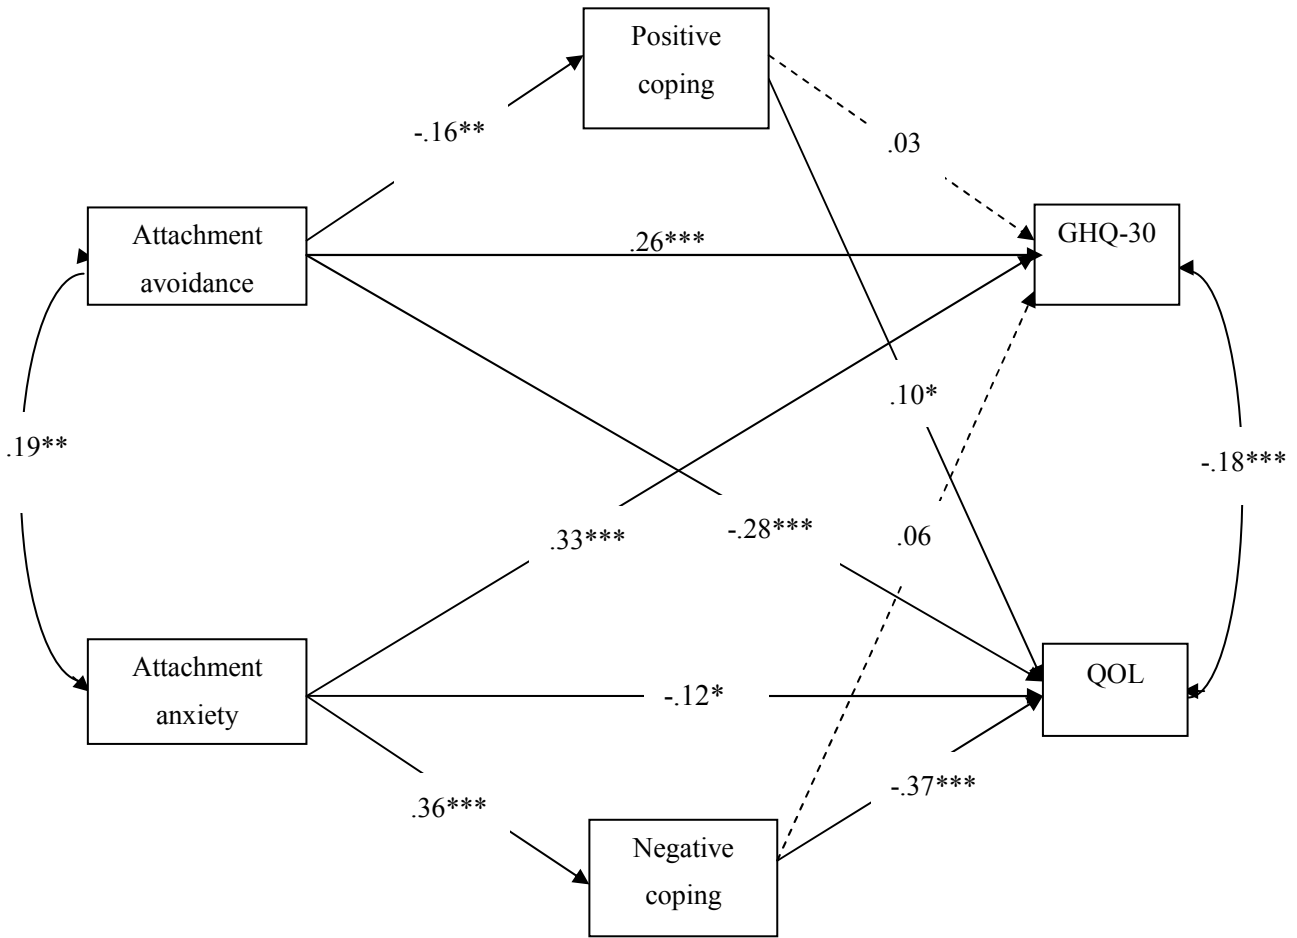 Positive
coping
-.16**
.03
Attachment
avoidance
.26***
GHQ-30
.10*
.19**
-.18***
.33***
-.28***
.06
Attachment
anxiety
-.12*
QOL
.36***
-.37***
Negative
coping